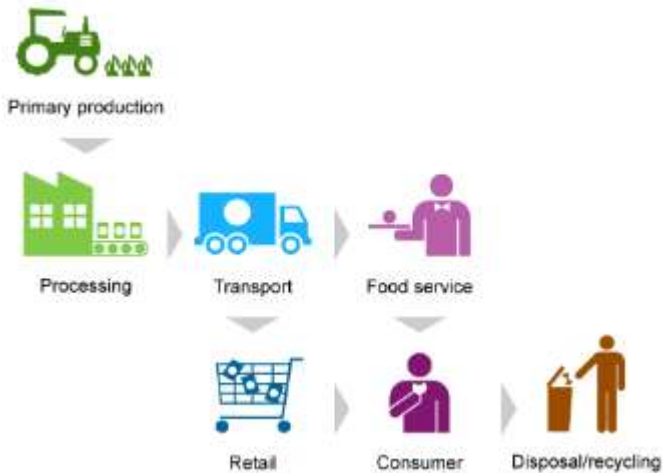 Primary production
Processing
Transport
Food service
Retail
Consumer
Disposal/recycling